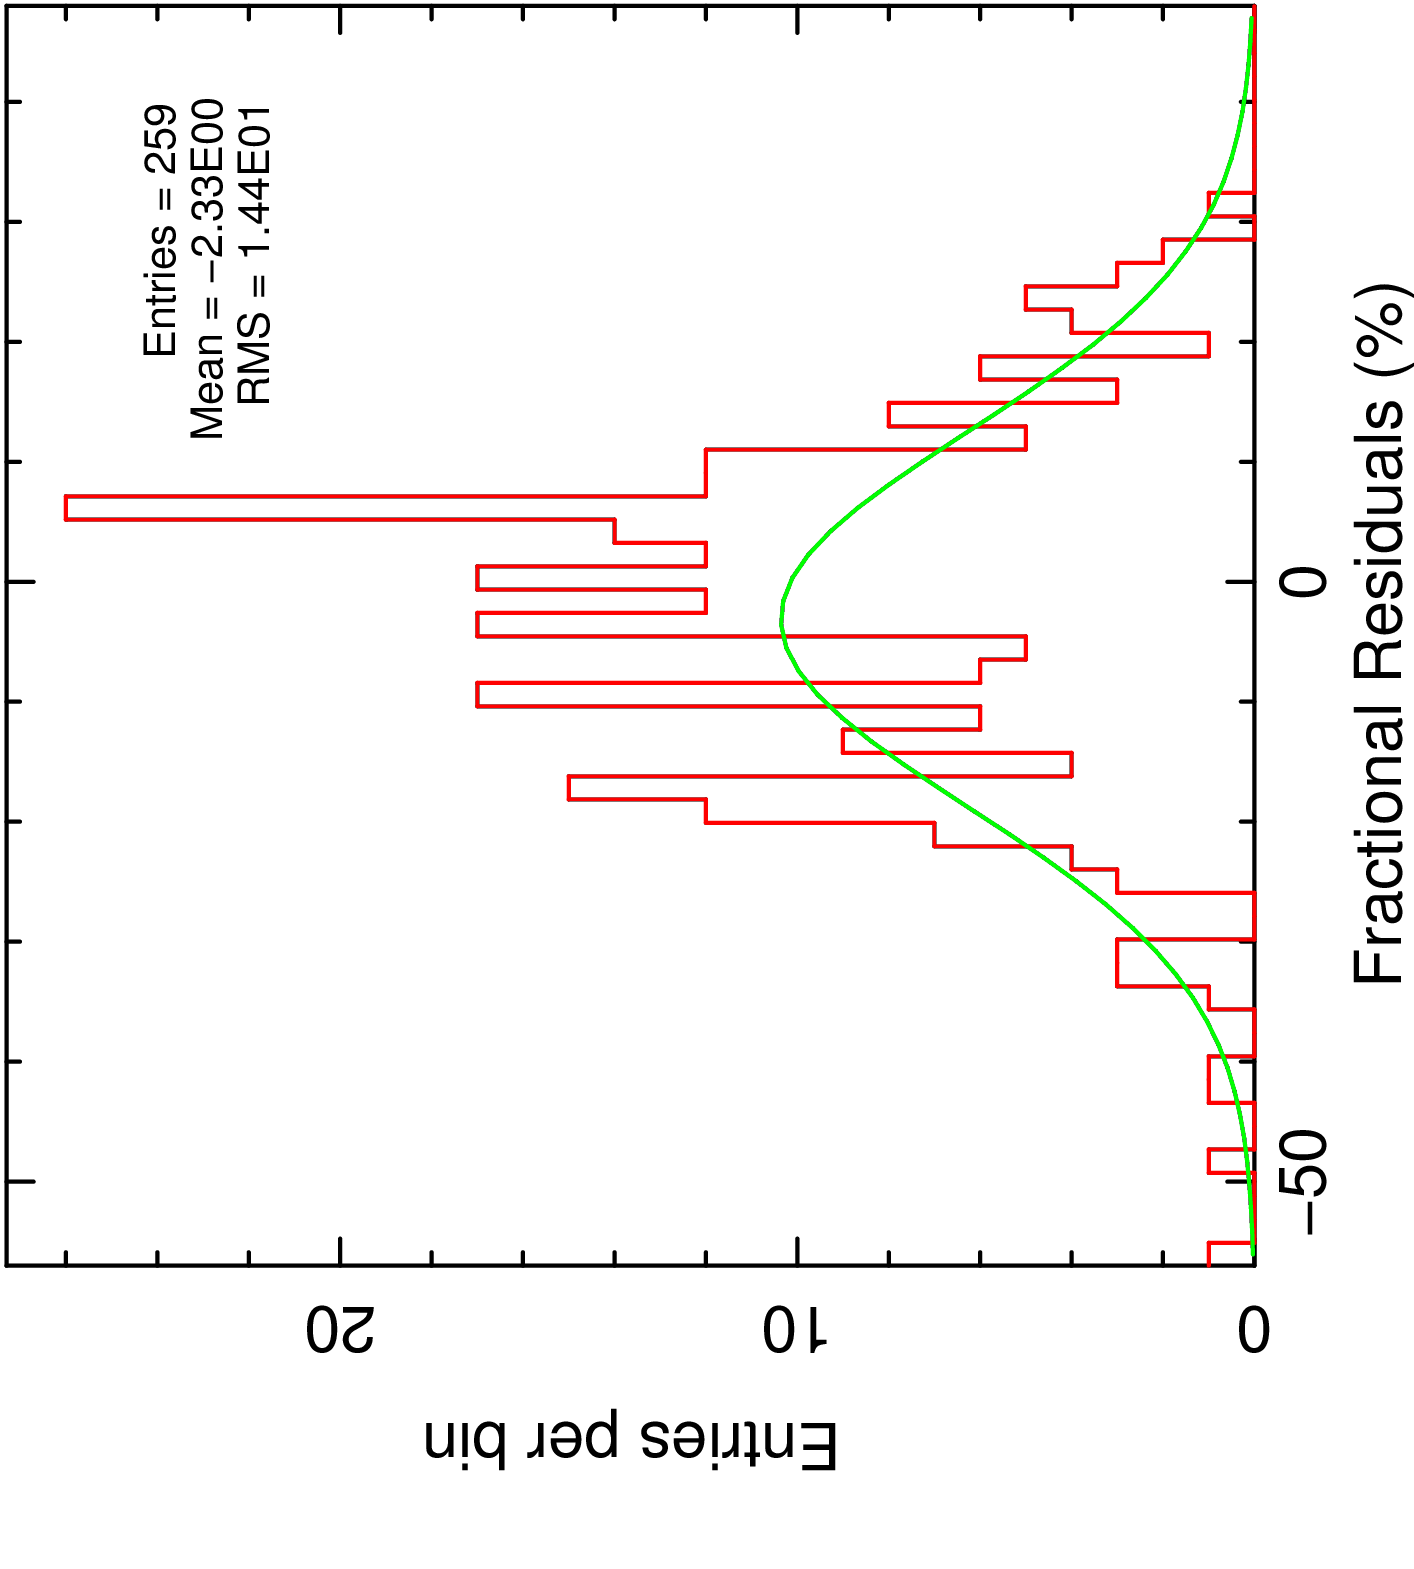 Entries = 259
Mean = −2.33E00
RMS = 1.44E01
20
10
0
Entries per bin
−50
0
Fractional Residuals (%)